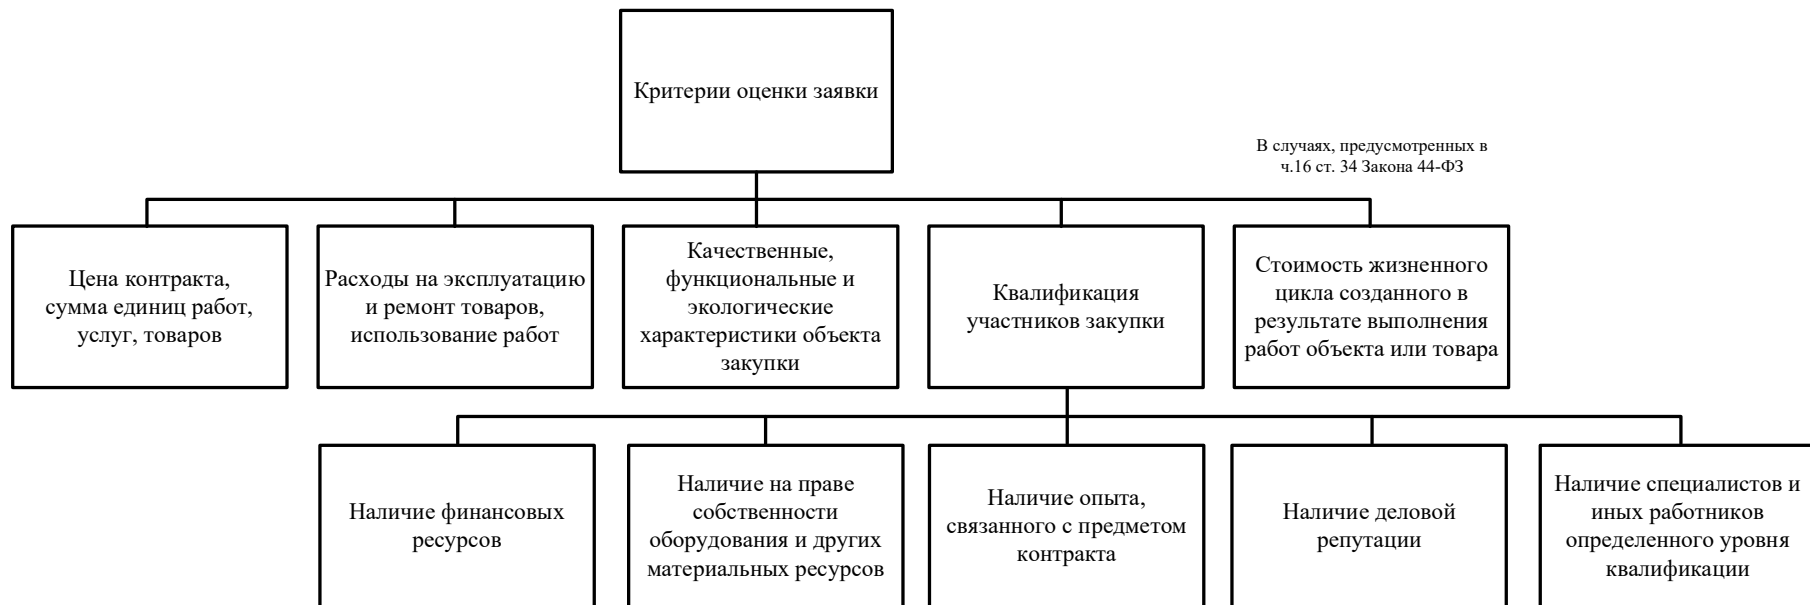 Критерии оценки заявки
В случаях, предусмотренных в
ч.16 ст. 34 Закона 44-ФЗ
Цена контракта,
сумма единиц работ,
услуг, товаров
Расходы на эксплуатацию
и ремонт товаров,
использование работ
Качественные,
функциональные и
экологические
характеристики объекта
закупки
Квалификация
участников закупки
Стоимость жизненного
цикла созданного в
результате выполнения
работ объекта или товара
Наличие финансовых
ресурсов
Наличие на праве
собственности
оборудования и других
материальных ресурсов
Наличие опыта,
связанного с предметом
контракта
Наличие деловой
репутации
Наличие специалистов и
иных работников
определенного уровня
квалификации